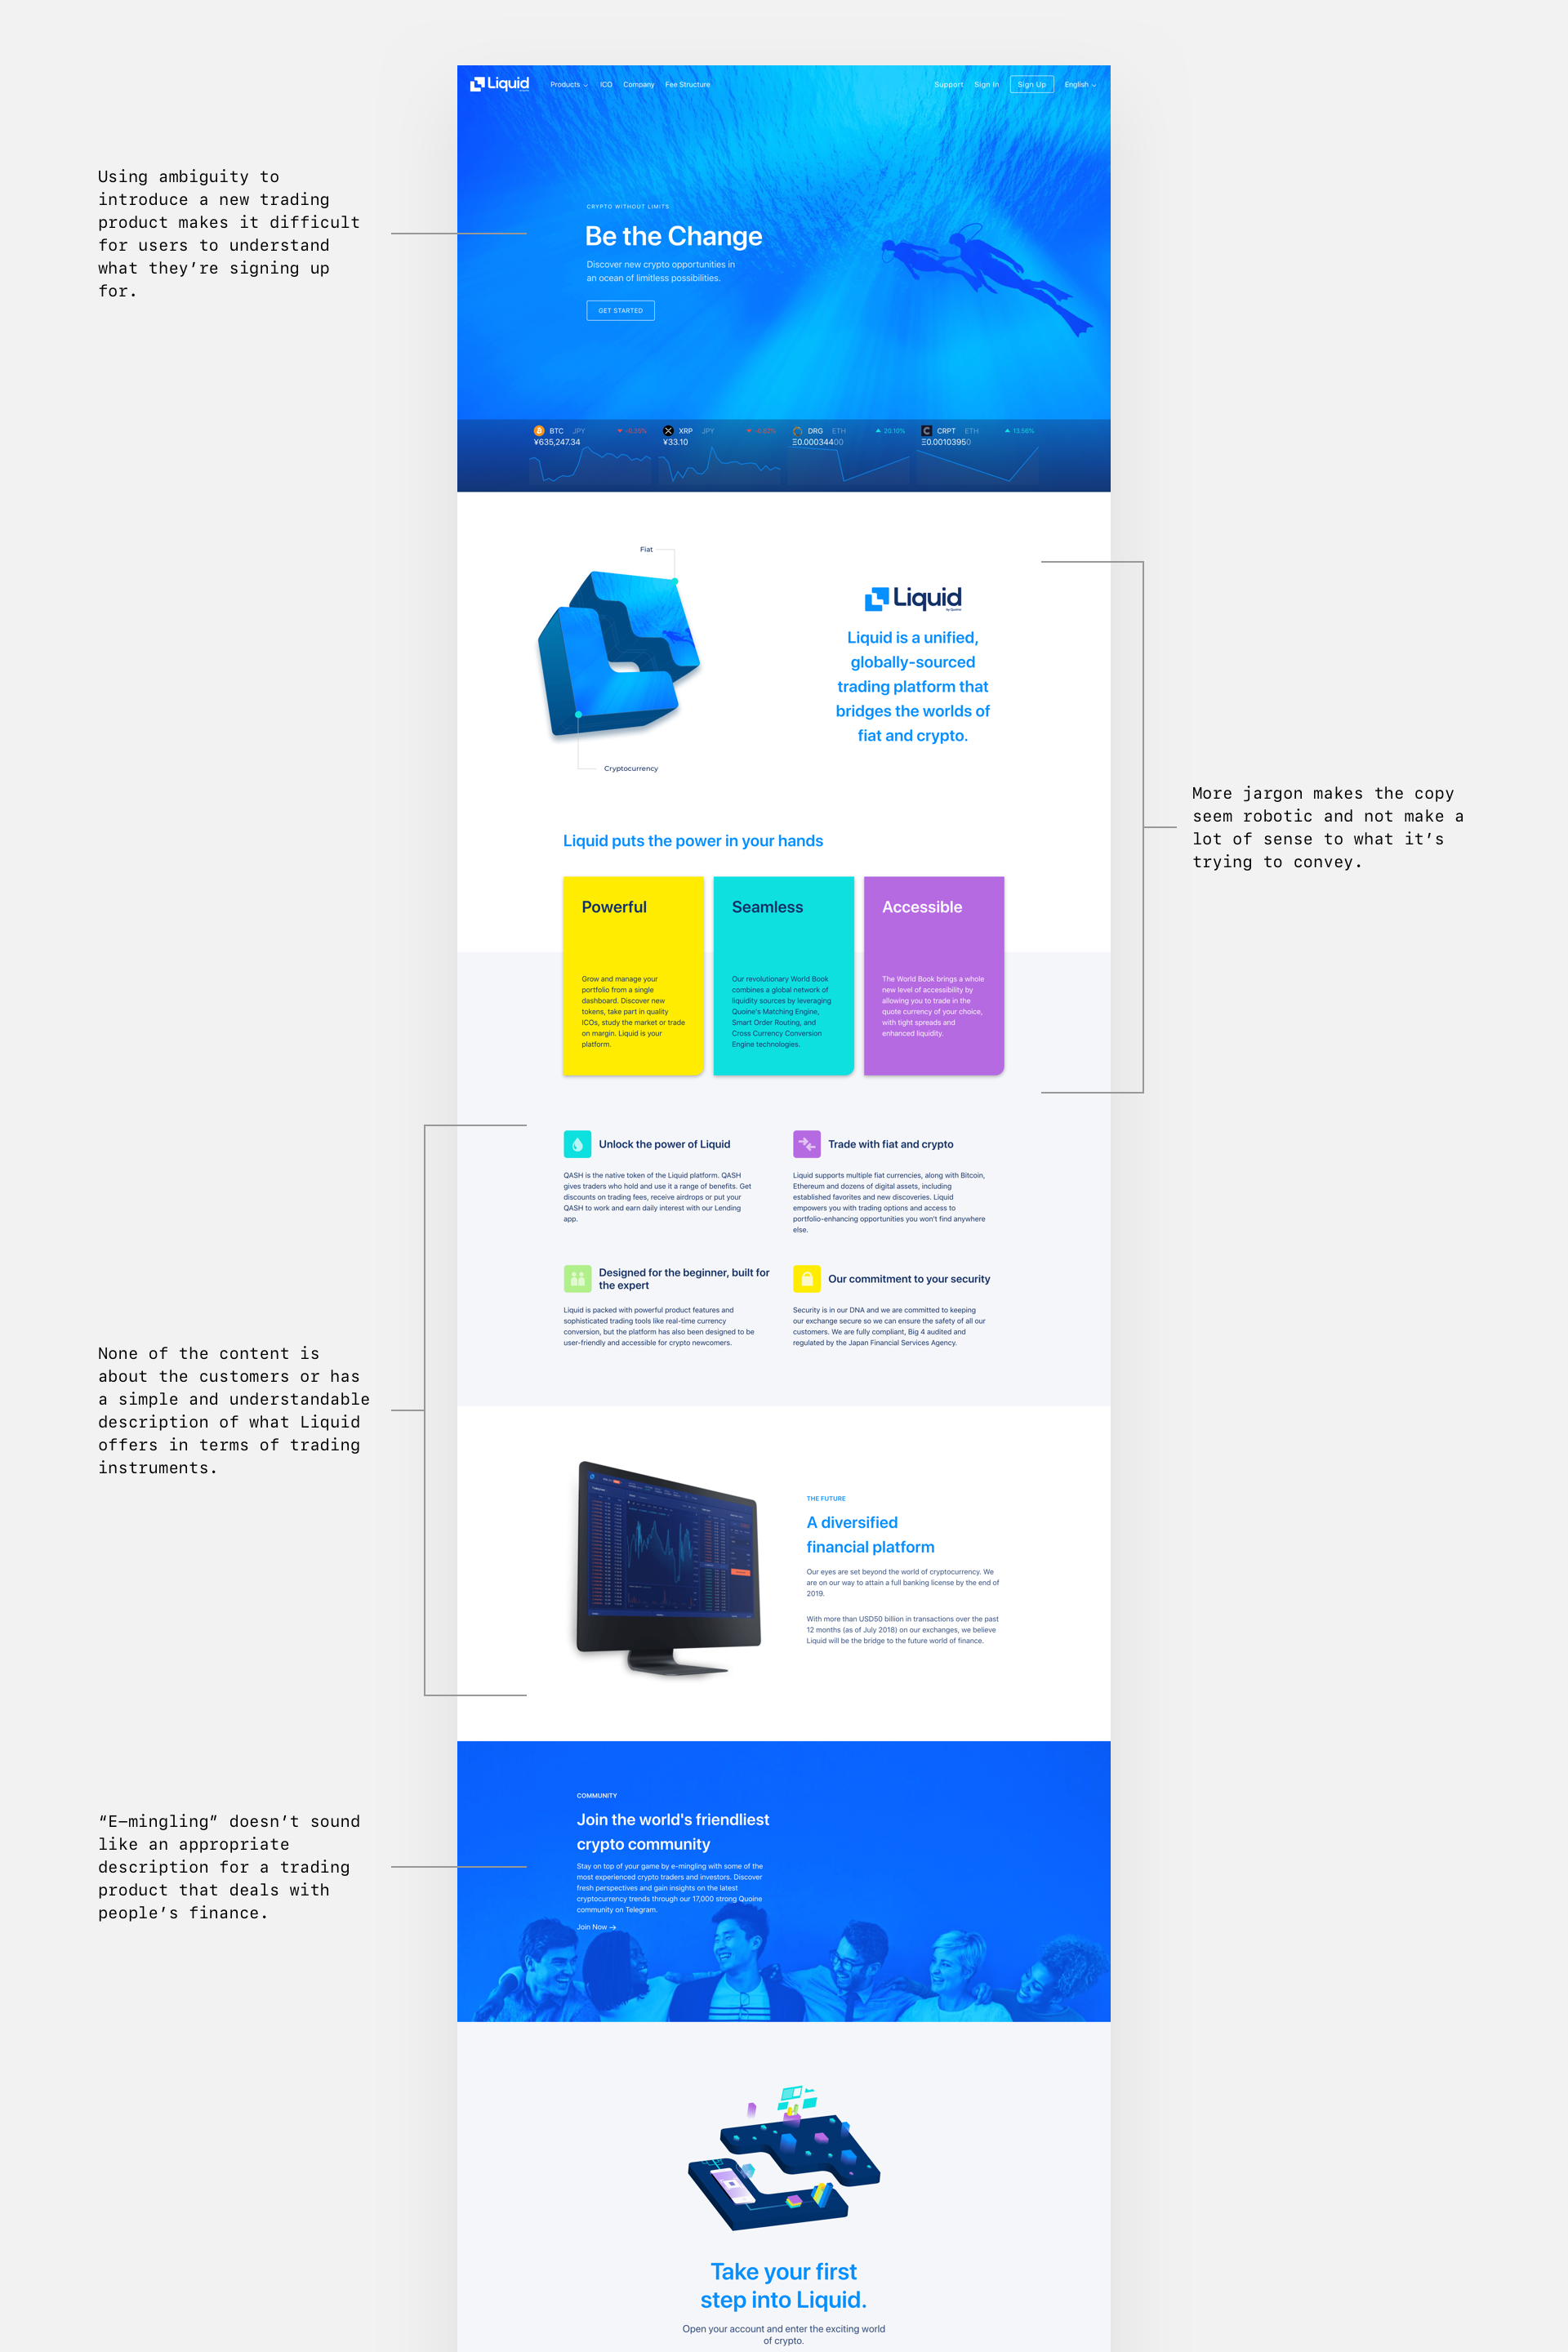 Liquid
Products
ICO
Company
Fee Structure
Support
Sign In
Sign Up
English
Using ambiguity to
introduce a new trading
product makes it difficult
for users to understand
what they’re signing up
for.
CRYPTO WITHOUT LIMITS
Be the Change
Discover new crypto opportunities in
an ocean of limitless possibilities.
GET STARTED
BTC JPY -0.36%
¥635,247.34
XRP JPY
¥33.10
DRG ETH 20.10%
Ξ0.00034400
CRPT ETH 13.56%
Ξ0.00103950
Fiat
Cryptocurrency
Liquid
by Quoine
Liquid is a unified,
globally-sourced
trading platform that
bridges the worlds of
fiat and crypto.
More jargon makes the copy
seem robotic and not make a
lot of sense to what it’s
trying to convey.
Liquid puts the power in your hands
Powerful
Grow and manage your
portfolio from a single
dashboard. Discover new
tokens, take part in quality
ICOs, study the market or trade
on margin. Liquid is your
platform.
Seamless
Our revolutionary World Book
combines a global network of
liquidity sources by leveraging
Quoine's Matching Engine,
Smart Order Routing, and
Cross Currency Conversion
Engine technologies.
Accessible
The World Book brings a whole
new level of accessibility by
allowing you to trade in the
quote currency of your choice,
with tight spreads and
enhanced liquidity.
Unlock the power of Liquid
QASH is the native token of the Liquid platform. QASH
gives traders who hold and use it a range of benefits. Get
discounts on trading fees, receive airdrops or put your
QASH to work and earn daily interest with our Lending
app.
Trade with fiat and crypto
Liquid supports multiple fiat currencies, along with Bitcoin,
Ethereum and dozens of digital assets, including
established favorites and new discoveries. Liquid
empowers you with trading options and access to
portfolio-enhancing opportunities you won't find anywhere
else.
Designed for the beginner, built for
the expert
Liquid is packed with powerful product features and
sophisticated trading tools like real-time currency
conversion, but the platform has also been designed to be
user-friendly and accessible for crypto newcomers.
Our commitment to your security
Security is in our DNA and we are committed to keeping
our exchange secure so we can ensure the safety of all our
customers. We are fully compliant, Big 4 audited and
regulated by the Japan Financial Services Agency.
None of the content is
about the customers or has
a simple and understandable
description of what Liquid
offers in terms of trading
instruments.
THE FUTURE
A diversified
financial platform
Our eyes are set beyond the world of cryptocurrency. We
are on our way to attain a full banking license by the end of
2019.
With more than USD50 billion in transactions over the past
12 months (as of July 2018) on our exchanges, we believe
Liquid will be the bridge to the future world of finance.
“E–mingling” doesn’t sound
like an appropriate
description for a trading
product that deals with
people’s finance.
COMMUNITY
Join the world's friendliest
crypto community
Stay on top of your game by e-mingling with some of the
most experienced crypto traders and investors. Discover
fresh perspectives and gain insights on the latest
cryptocurrency trends through our 17,000 strong Quoine
community on Telegram.
Join Now →
Take your first
step into Liquid.
Open your account and enter the exciting world
of crypto.